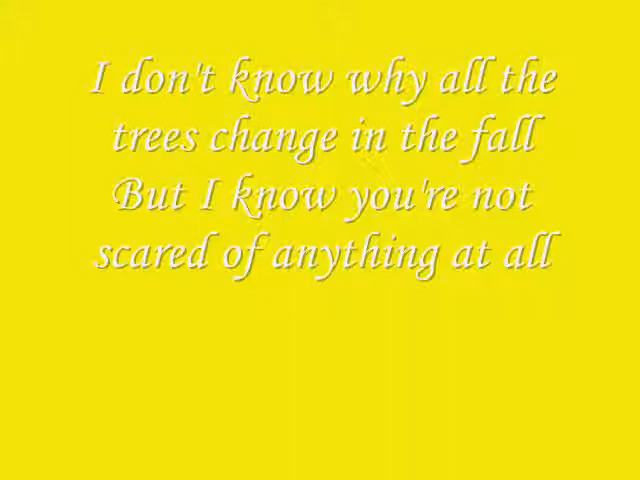 I don't know why all the
trees change in the fall
But I know you're not
scared of anything at all